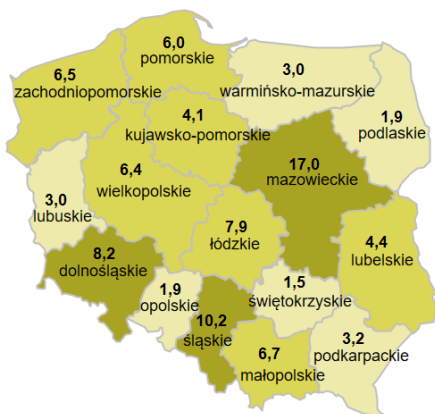 6,0
pomorskie
6,5
zachodniopomorskie
3,0
warmińsko-mazurskie
1,9
podlaskie
4,1
kujawsko-pomorskie
17,0
mazowieckie
6,4
wielkopolskie
3,0
lubuskie
7,9
łódzkie
4,4
lubelskie
8,2
dolnośląskie
1,9
opolskie
1,5
świętokrzyskie
10,2
śląskie
6,7
małopolskie
3,2
podkarpackie